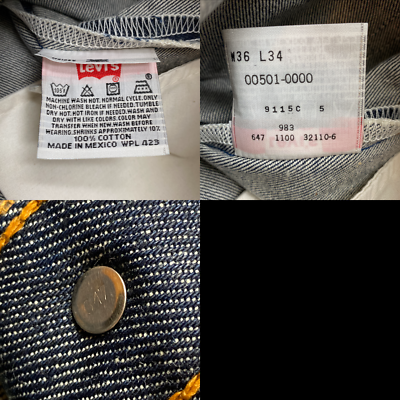 Levi's
MACHINE WASH HOT, NORMAL CYCLE. ONLY
NON-CHLORINE BLEACH IF NEEDED. TUMBLE
DRY HOT. HOT IRON IF NEEDED. WASH AND
DRY WITH LIKE COLORS. COLOR MAY
TRANSFER WHEN NEW. WASH BEFORE
WEARING. SHRINKS APPROXIMATELY 10%
100% COTTON
MADE IN MEXICO WPL 423
W36 L34
00501-0000
9115C 5
983
647 1100 32110-6